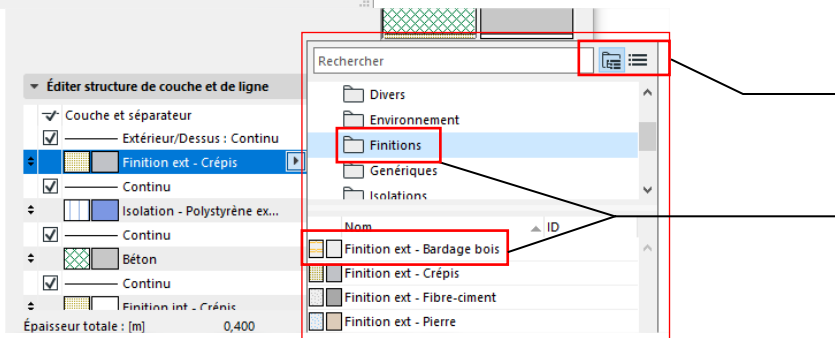 Rechercher
Divers
Environnement
Finitions
Genériques
Isolations
Nom
ID
Finition ext - Bardage bois
Finition ext - Crépis
Finition ext - Fibre-ciment
Finition ext - Pierre
Éditer structure de couche et de ligne
Couche et séparateur
Extérieur/Dessus : Continu
Finition ext - Crépis
Continu
Isolation - Polystyrène ex...
Continu
Béton
Continu
Finition int - Crépis
Épaisseur totale : [m] 0,400